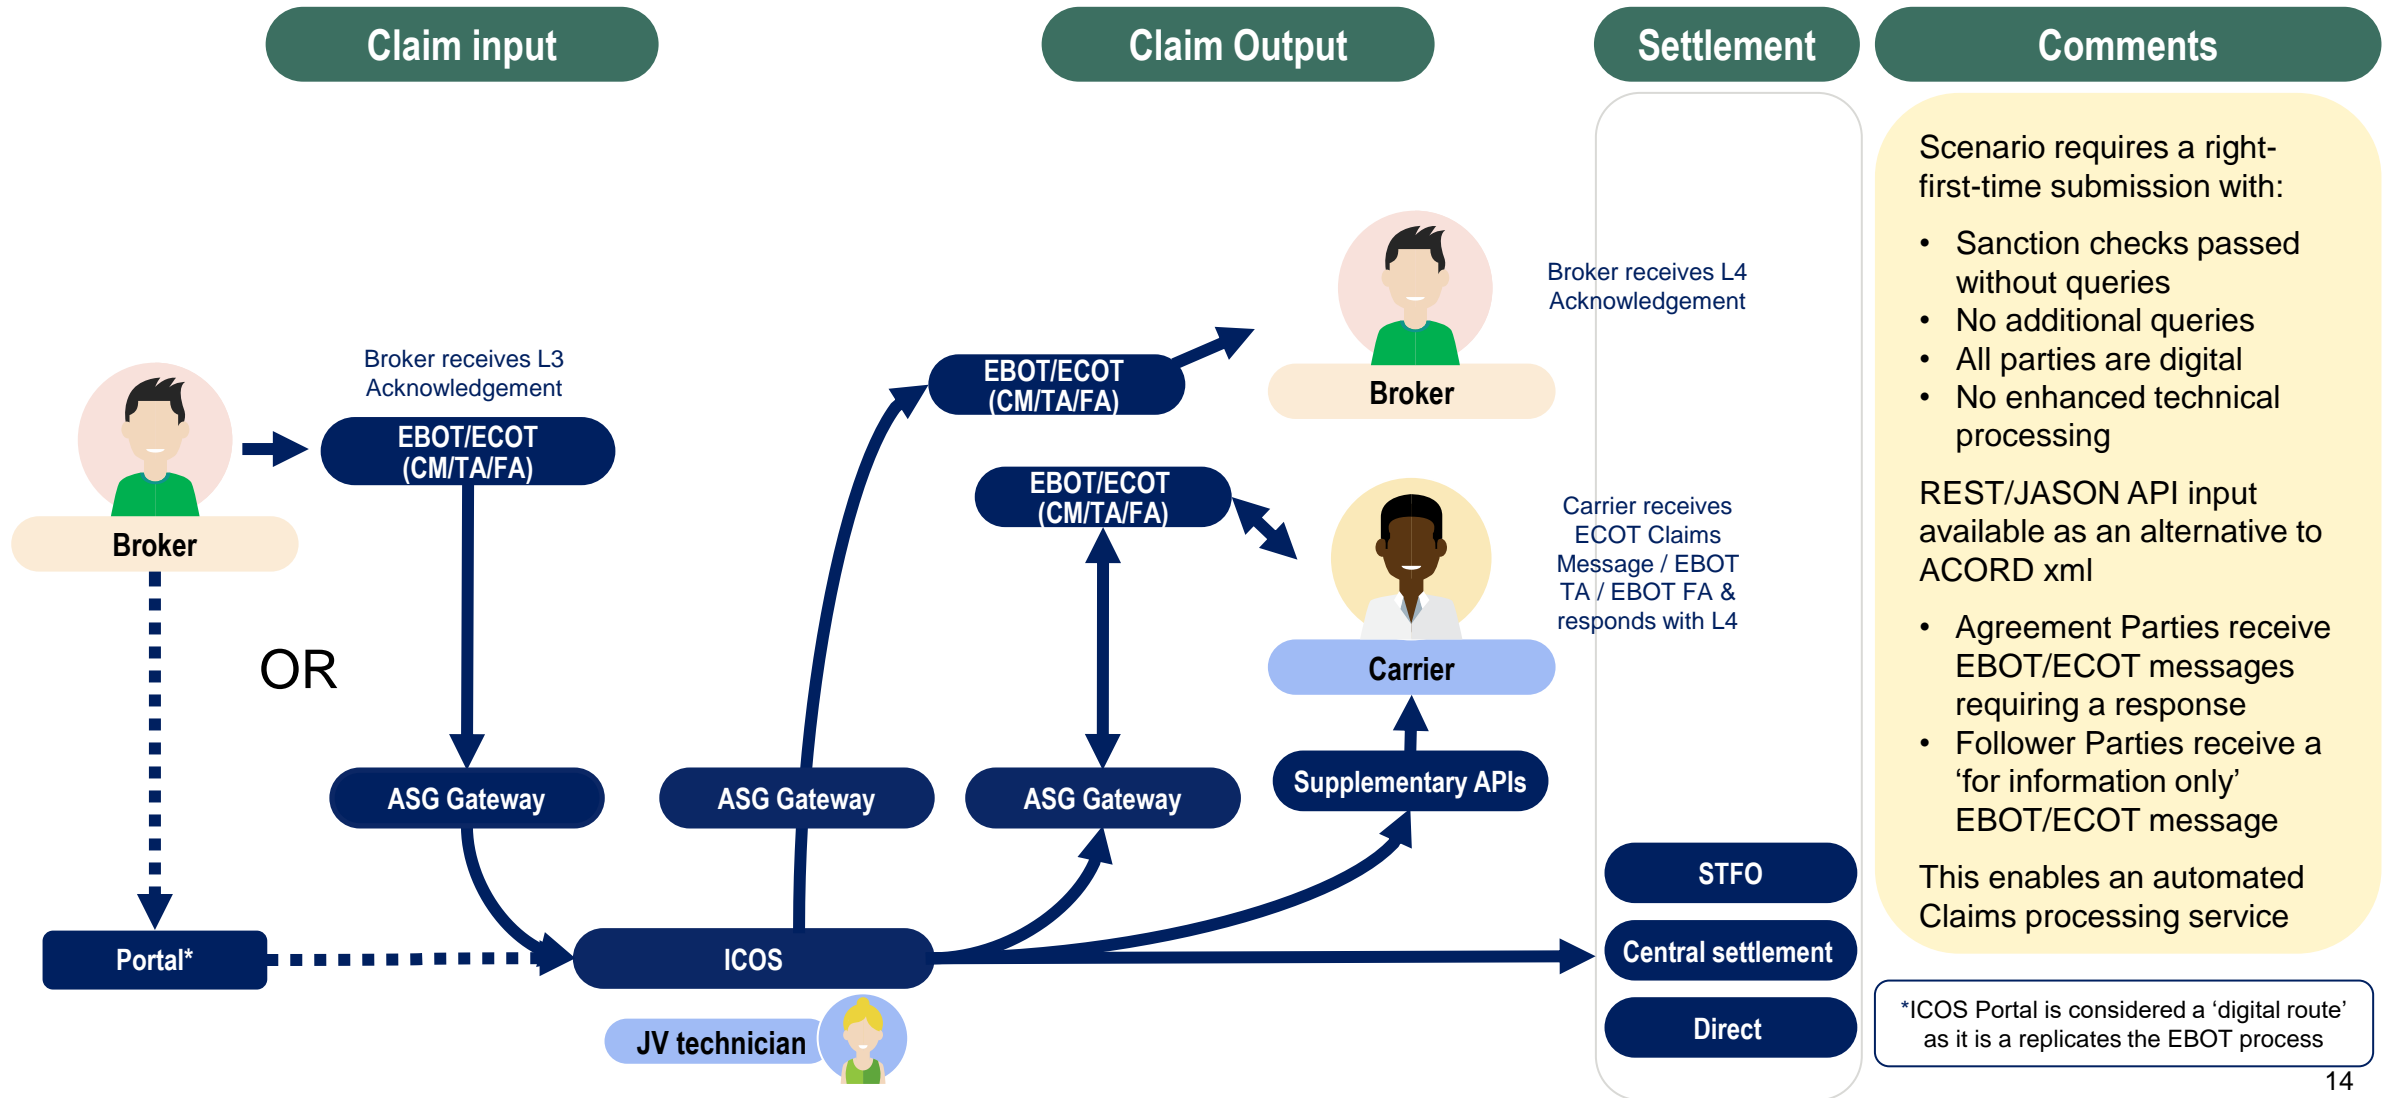 Claim input
Claim Output
Settlement
Comments
Broker receives L3
Acknowledgement
EBOT/ECOT
(CM/TA/FA)
Broker
OR
ASG Gateway
Portal*
ICOS
JV technician
ASG Gateway
EBOT/ECOT
(CM/TA/FA)
Broker
Broker receives L4
Acknowledgement
EBOT/ECOT
(CM/TA/FA)
ASG Gateway
Carrier
Carrier receives
ECOT Claims
Message / EBOT
TA / EBOT FA &
responds with L4
Supplementary APIs
STFO
Central settlement
Direct
Scenario requires a right-
first-time submission with:
• Sanction checks passed
without queries
• No additional queries
• All parties are digital
• No enhanced technical
processing
REST/JASON API input
available as an alternative to
ACORD xml
• Agreement Parties receive
EBOT/ECOT messages
requiring a response
• Follower Parties receive a
‘for information only’
EBOT/ECOT message
This enables an automated
Claims processing service
*ICOS Portal is considered a ‘digital route’
as it is a replicates the EBOT process
14